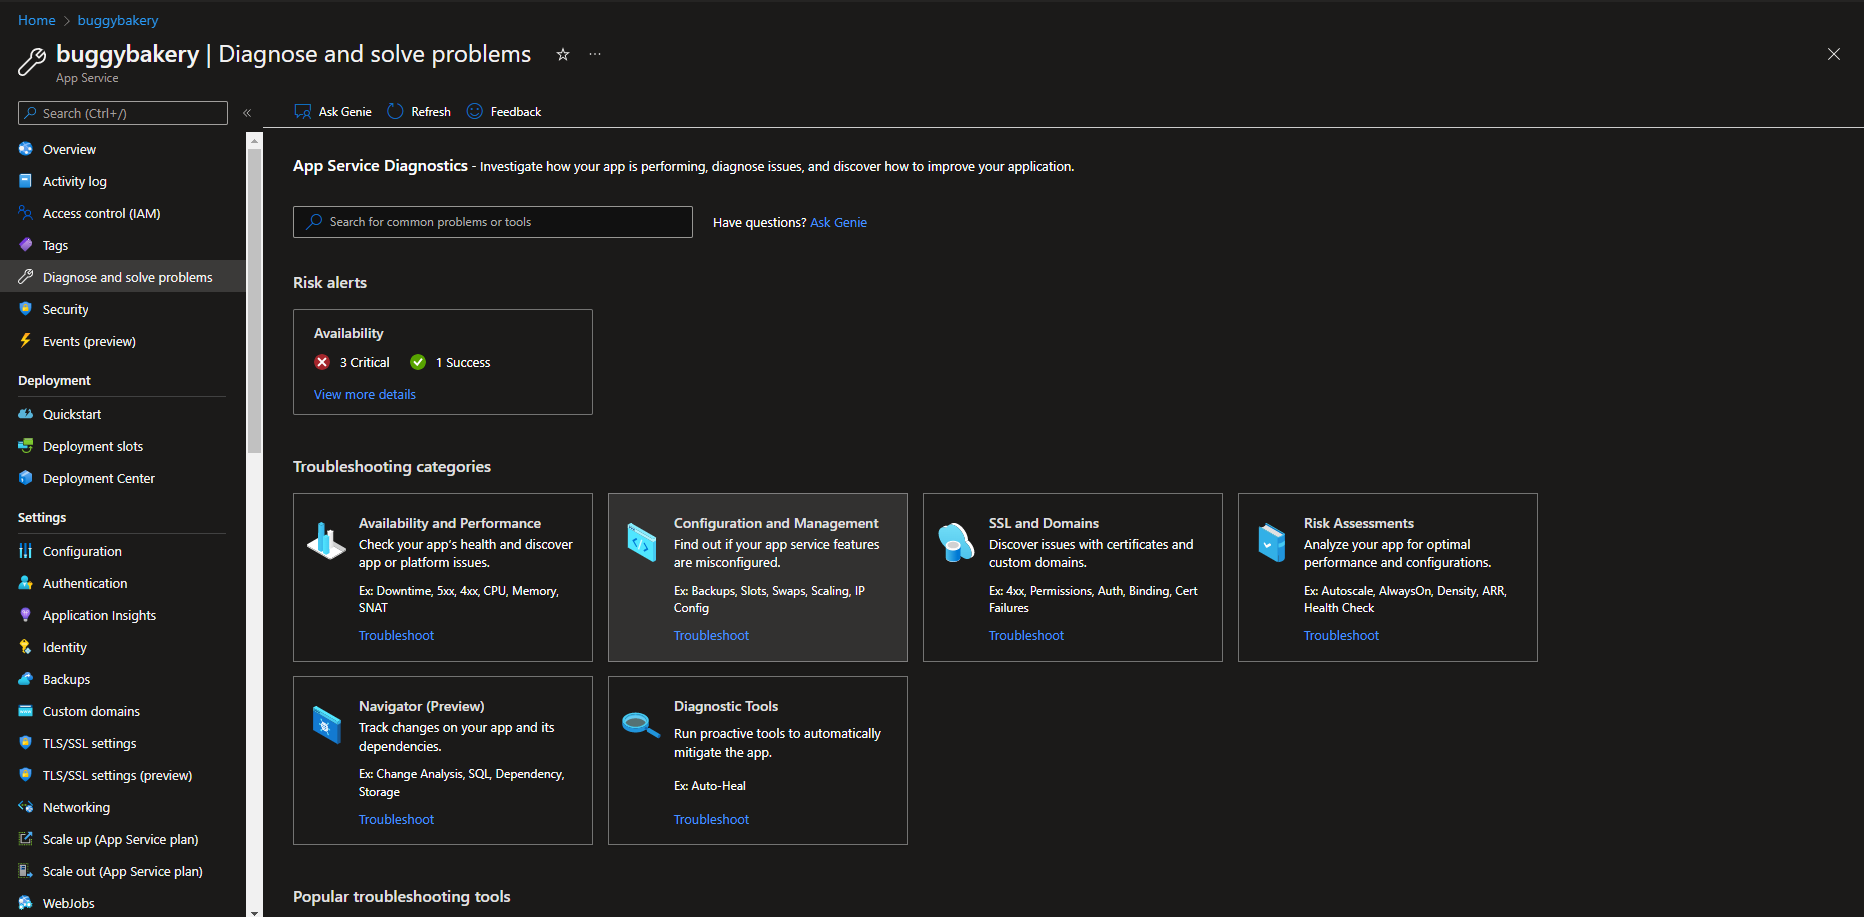 Home > buggybakery
buggybakery | Diagnose and solve problems
App Service
Search (Ctrl+/)
Overview
Activity log
Access control (IAM)
Tags
Diagnose and solve problems
Security
Events (preview)
Deployment
Quickstart
Deployment slots
Deployment Center
Settings
Configuration
Authentication
Application Insights
Identity
Backups
Custom domains
TLS/SSL settings
TLS/SSL settings (preview)
Networking
Scale up (App Service plan)
Scale out (App Service plan)
WebJobs
Ask Genie Refresh Feedback
App Service Diagnostics - Investigate how your app is performing, diagnose issues, and discover how to improve your application.
Search for common problems or tools
Have questions? Ask Genie
Risk alerts
Availability
3 Critical 1 Success
View more details
Troubleshooting categories
Availability and Performance
Check your app's health and discover
app or platform issues.
Ex: Downtime, 5xx, 4xx, CPU, Memory,
SNAT
Troubleshoot
Configuration and Management
Find out if your app service features
are misconfigured.
Ex: Backups, Slots, Swaps, Scaling, IP
Config
Troubleshoot
SSL and Domains
Discover issues with certificates and
custom domains.
Ex: 4xx, Permissions, Auth, Binding, Cert
Failures
Troubleshoot
Risk Assessments
Analyze your app for optimal
performance and configurations.
Ex: Autoscale, AlwaysOn, Density, ARR,
Health Check
Troubleshoot
Navigator (Preview)
Track changes on your app and its
dependencies.
Ex: Change Analysis, SQL, Dependency,
Storage
Troubleshoot
Diagnostic Tools
Run proactive tools to automatically
mitigate the app.
Ex: Auto-Heal
Troubleshoot
Popular troubleshooting tools